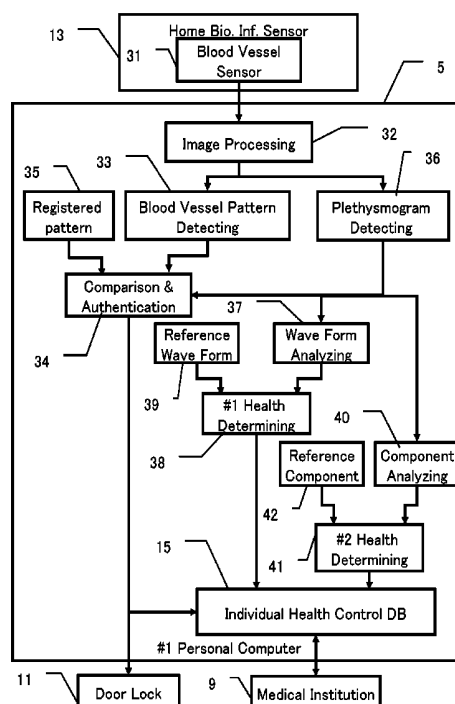 Home Bio. Inf. Sensor
13
31
Blood Vessel
Sensor
5
Image Processing
32
33
35
36
Registered
pattern
Blood Vessel Pattern
Detecting
Plethysmogram
Detecting
Comparison &
Authentication
37
34
Reference
Wave Form
Wave Form
Analyzing
39
#1 Health
Determining
40
38
Reference
Component
Component
Analyzing
42
15
#2 Health
Determining
41
Individual Health Control DB
#1 Personal Computer
11
Door Lock
9
Medical Institution